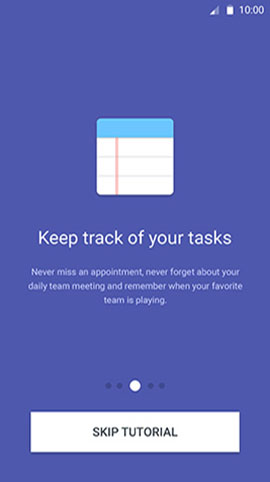 10:00
Keep track of your tasks
Never miss an appointment, never forget about your
daily team meeting and remember when your favorite
team is playing.
SKIP TUTORIAL